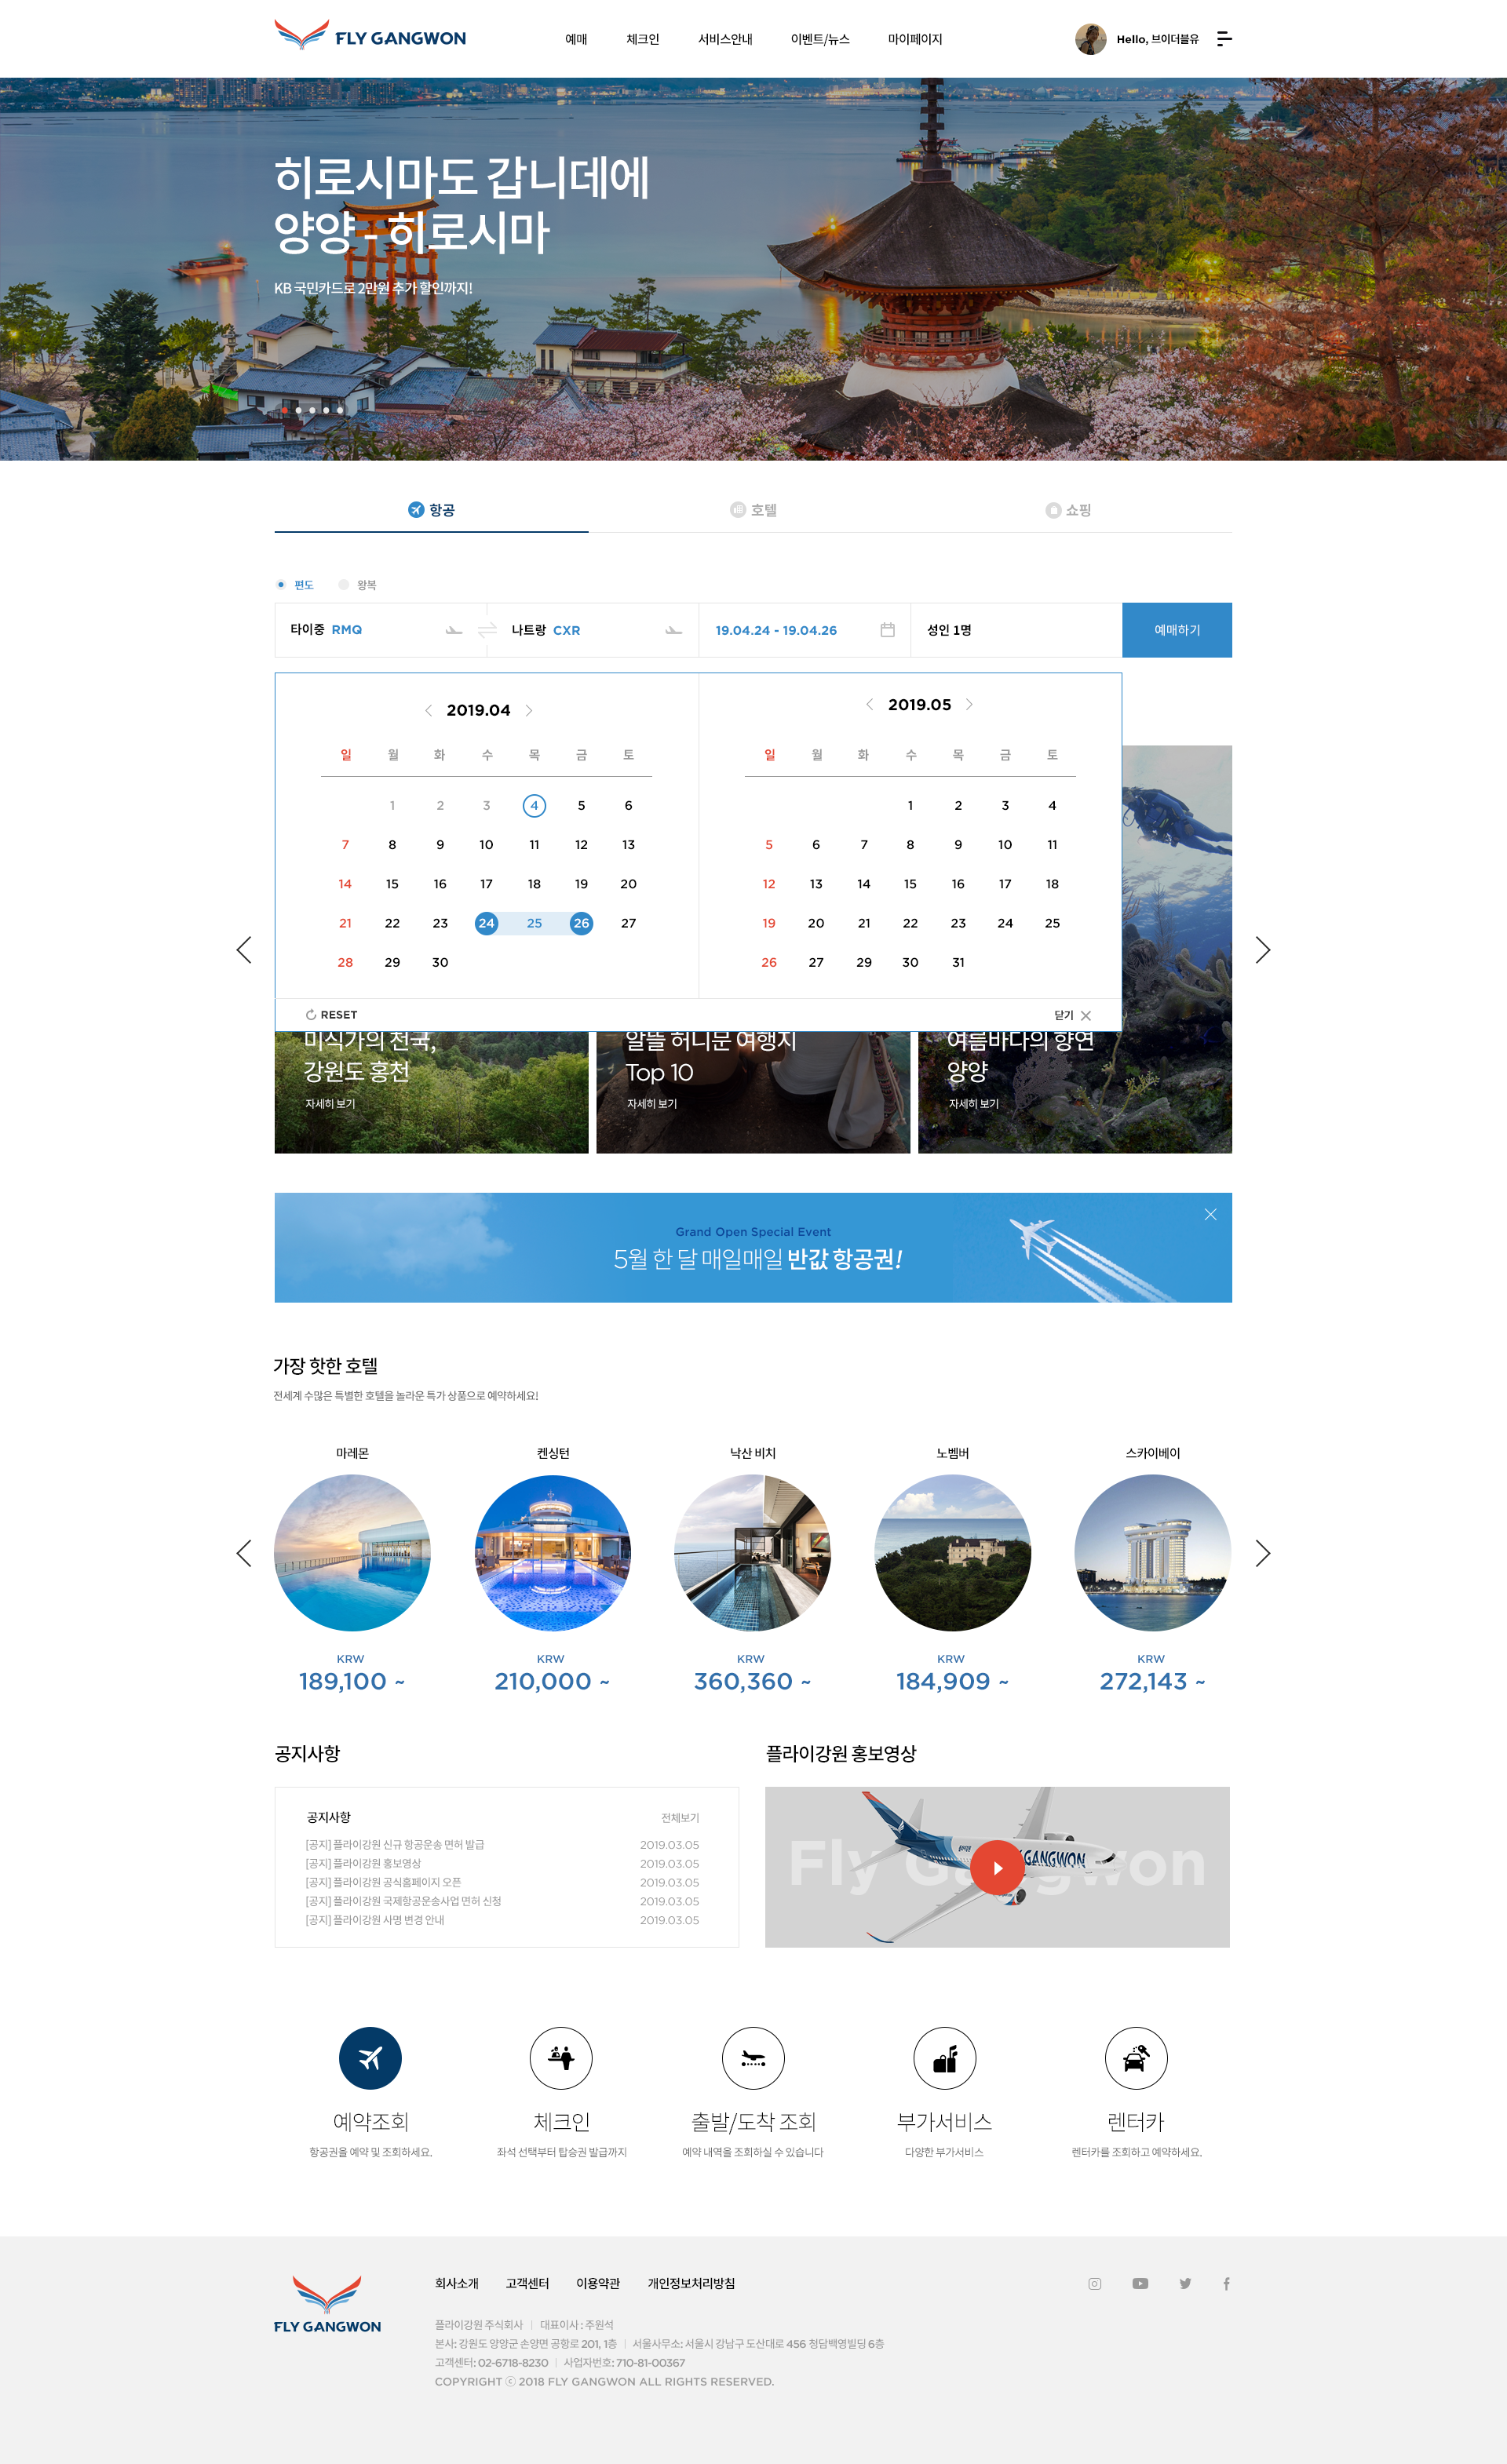 FLY GANGWON
예매 체크인 서비스안내 이벤트/뉴스 마이페이지
Hello, 브이더블유
히로시마도 갑니데에
양양 - 히로시마
KB 국민카드로 2만원 추가 할인까지!
항공 호텔 쇼핑
편도 왕복
타이중 RMQ 나트랑 CXR 19.04.24 - 19.04.26 성인 1명 예매하기
2019.04
일 월 화 수 목 금 토
1 2 3 4 5 6
7 8 9 10 11 12 13
14 15 16 17 18 19 20
21 22 23 24 25 26 27
28 29 30
2019.05
일 월 화 수 목 금 토
1 2 3 4
5 6 7 8 9 10 11
12 13 14 15 16 17 18
19 20 21 22 23 24 25
26 27 29 30 31
RESET 닫기
미식가의 천국,
강원도 홍천
자세히 보기
알뜰 허니문 여행지
Top 10
자세히 보기
여름바다의 향연
양양
자세히 보기
Grand Open Special Event
5월 한 달 매일매일 반값 항공권!
가장 핫한 호텔
전세계 수많은 특별한 호텔을 놀라운 특가 상품으로 예약하세요!
마레몬 켄싱턴 낙산 비치 노벰버 스카이베이
KRW KRW KRW KRW KRW
189,100 ~ 210,000 ~ 360,360 ~ 184,909 ~ 272,143 ~
공지사항
공지사항 전체보기
[공지] 플라이강원 신규 항공운송 면허 발급 2019.03.05
[공지] 플라이강원 홍보영상 2019.03.05
[공지] 플라이강원 공식홈페이지 오픈 2019.03.05
[공지] 플라이강원 국제항공운송사업 면허 신청 2019.03.05
[공지] 플라이강원 사명 변경 안내 2019.03.05
플라이강원 홍보영상
Fly Gangwon
GANGWON
예약조회 체크인 출발/도착 조회 부가서비스 렌터카
항공권을 예약 및 조회하세요. 좌석 선택부터 탑승권 발급까지 예약 내역을 조회하실 수 있습니다 다양한 부가서비스 렌터카를 조회하고 예약하세요.
FLY GANGWON
회사소개 고객센터 이용약관 개인정보처리방침
플라이강원 주식회사 | 대표이사 : 주원석
본사: 강원도 양양군 손양면 공항로 201, 1층 | 서울사무소: 서울시 강남구 도산대로 456 청담백영빌딩 6층
고객센터: 02-6718-8230 | 사업자번호: 710-81-00367
COPYRIGHT ⓒ 2018 FLY GANGWON ALL RIGHTS RESERVED.